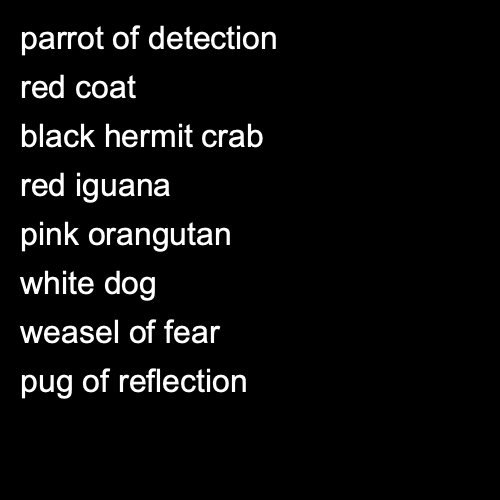 parrot of detection
red coat
black hermit crab
red iguana
pink orangutan
white dog
weasel of fear
pug of reflection